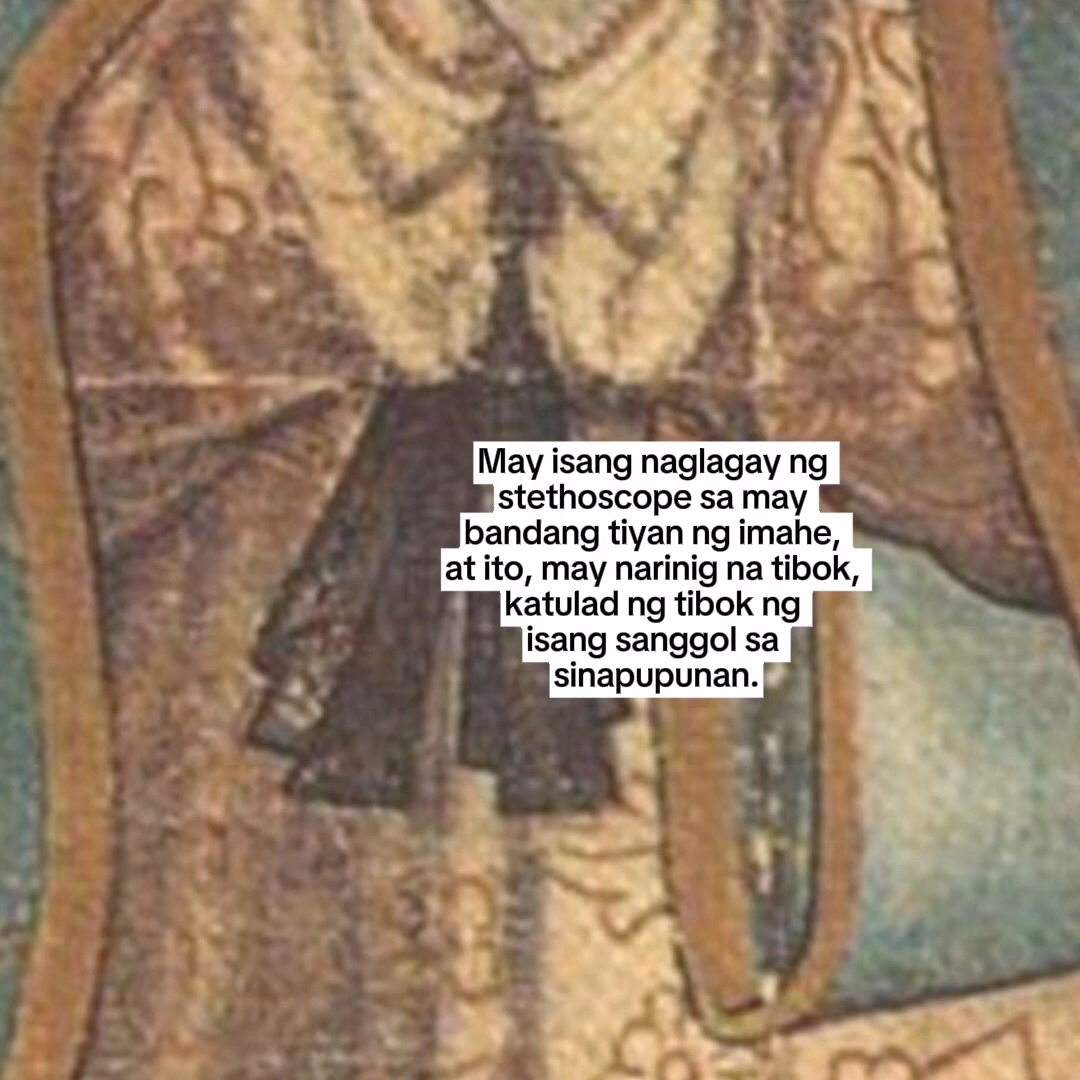 May isang naglagay ng
stethoscope sa may
bandang tiyan ng imahe,
at ito, may narinig na tibok,
katulad ng tibok ng
isang sanggol sa
sinapupunan.